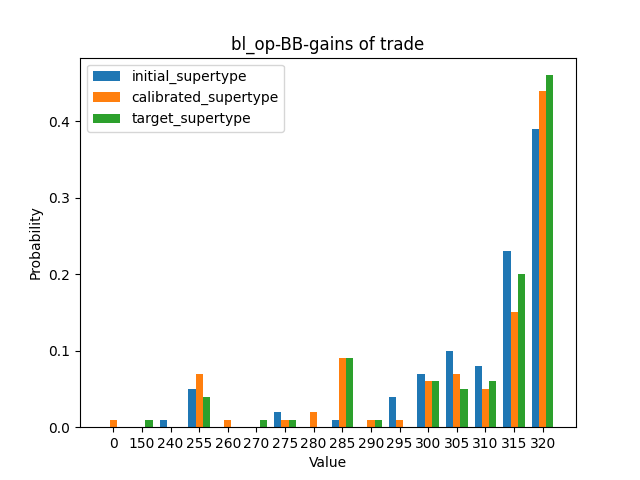 bl_op-BB-gains of trade
initial_supertype
calibrated_supertype
target_supertype
Probability
0.4
0.3
0.2
0.1
0.0
0 150 240 255 260 270 275 280 285 290 295 300 305 310 315 320
Value